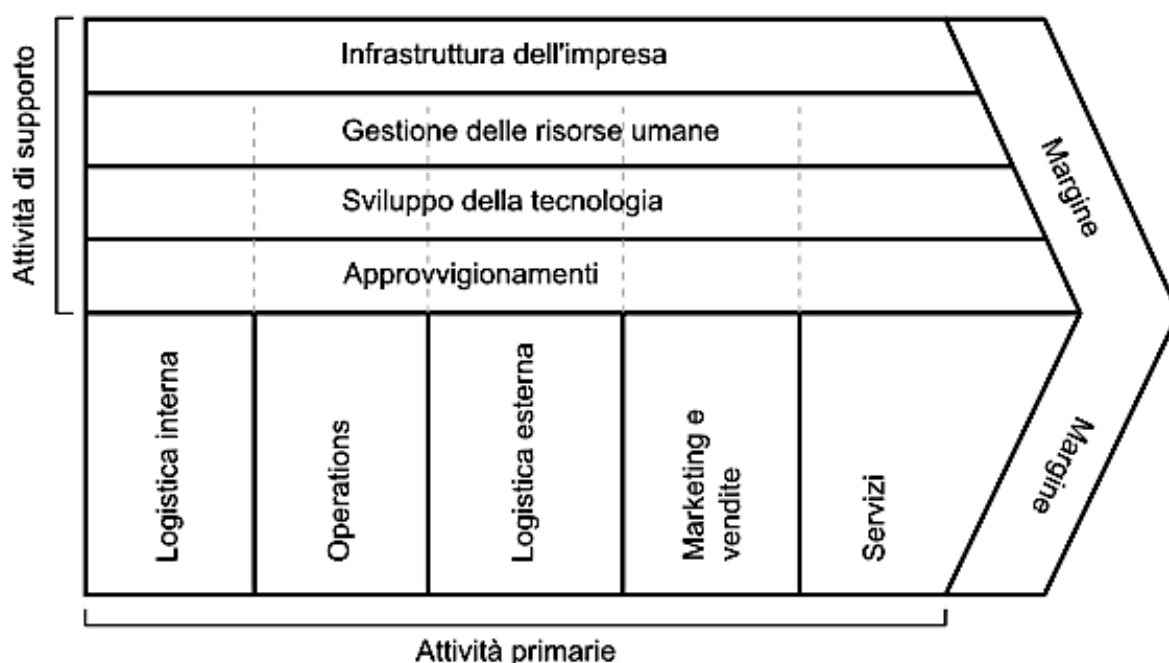 Attività di supporto
Infrastruttura dell'impresa
Gestione delle risorse umane
Sviluppo della tecnologia
Approvvigionamenti
Margine
Margine
Logistica interna
Operations
Logistica esterna
Marketing e
vendite
Servizi
Attività primarie